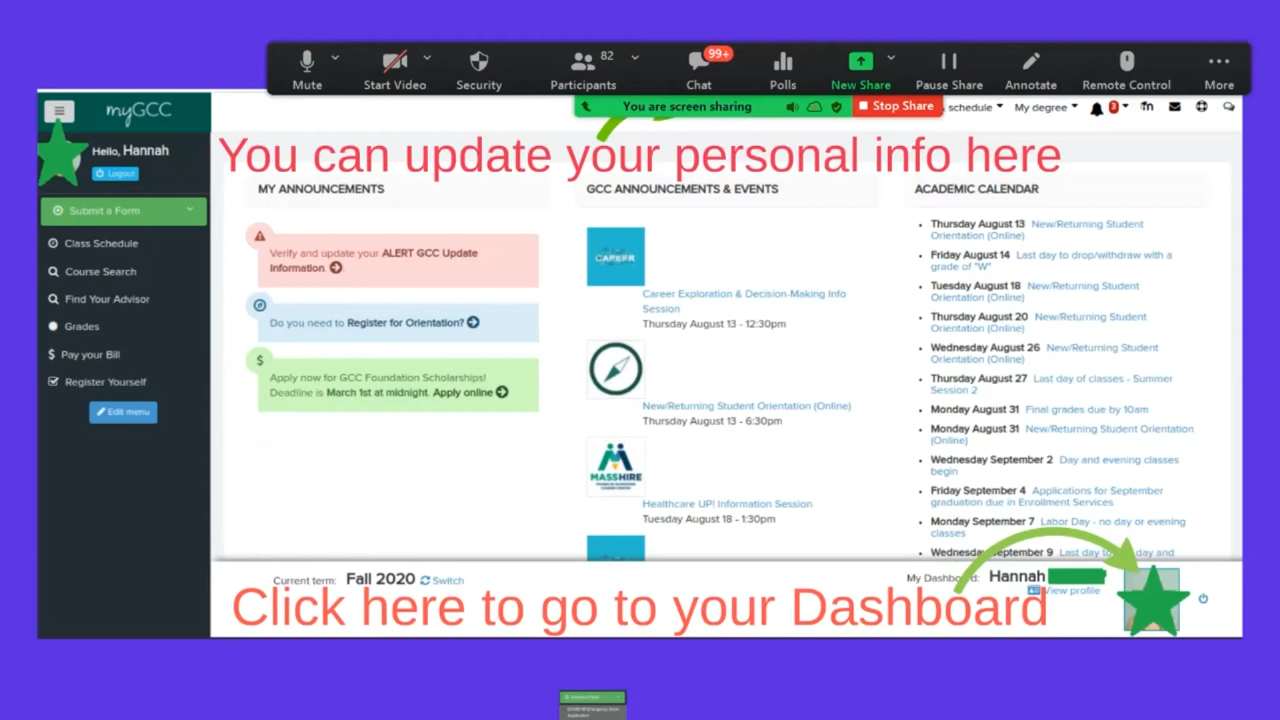 82
99+
Mute
Start Video
Security
Participants
Chat
Polls
New Share
Pause Share
Annotate
Remote Control
More
You are screen sharing
Stop Share
schedule
My degree
3
myGCC
Hello, Hannah
Logout
You can update your personal info here
Submit a Form
Class Schedule
Course Search
Find Your Advisor
Grades
$ Pay your Bill
Register Yourself
Edit menu
MY ANNOUNCEMENTS
Verify and update your ALERT GCC Update
Information.
Do you need to Register for Orientation?
$
Apply now for GCC Foundation Scholarships!
Deadline is March 1st at midnight. Apply online
GCC ANNOUNCEMENTS & EVENTS
CAREER
Career Exploration & Decision-Making Info
Session
Thursday August 13 - 12:30pm
New/Returning Student Orientation (Online)
Thursday August 13 - 6:30pm
MASSHIRE
Healthcare UP! Information Session
Tuesday August 18 - 1:30pm
ACADEMIC CALENDAR
Thursday August 13 New/Returning Student
Orientation (Online)
Friday August 14 Last day to drop/withdraw with a
grade of "W"
Tuesday August 18 New/Returning Student
Orientation (Online)
Thursday August 20 New/Returning Student
Orientation (Online)
Wednesday August 26 New/Returning Student
Orientation (Online)
Thursday August 27 Last day of classes - Summer
Session 2
Monday August 31 Final grades due by 10am
Monday August 31 New/Returning Student Orientation
(Online)
Wednesday September 2 Day and evening classes
begin
Friday September 4 Applications for September
graduation due in Enrollment Services
Monday September 7 Labor Day - no day or evening
classes
Wednesday September 9 Last day to day and
Current term: Fall 2020 Switch
My Dashboard: Hannah
View profile
Click here to go to your Dashboard